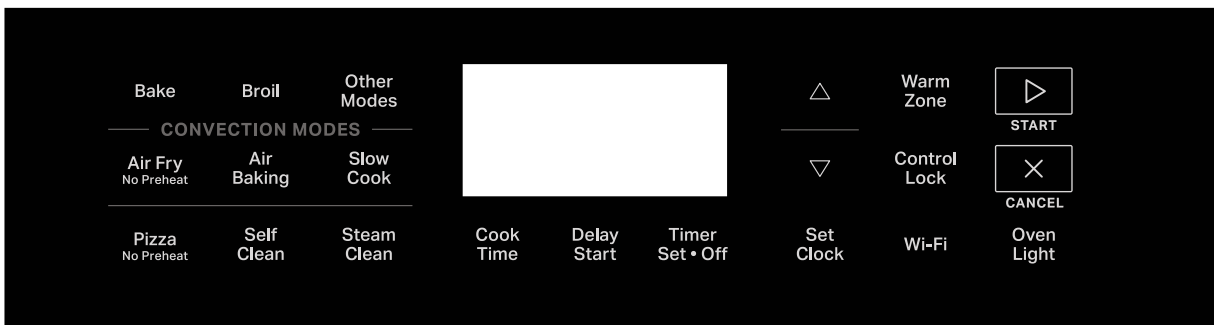 Bake
Broil
Other
Modes
CONVECTION MODES
Air Fry
No Preheat
Air
Baking
Slow
Cook
Pizza
No Preheat
Self
Clean
Steam
Clean
Cook
Time
Delay
Start
Timer
Set • Off
Set
Clock
Warm
Zone
Control
Lock
Wi-Fi
START
CANCEL
Oven
Light